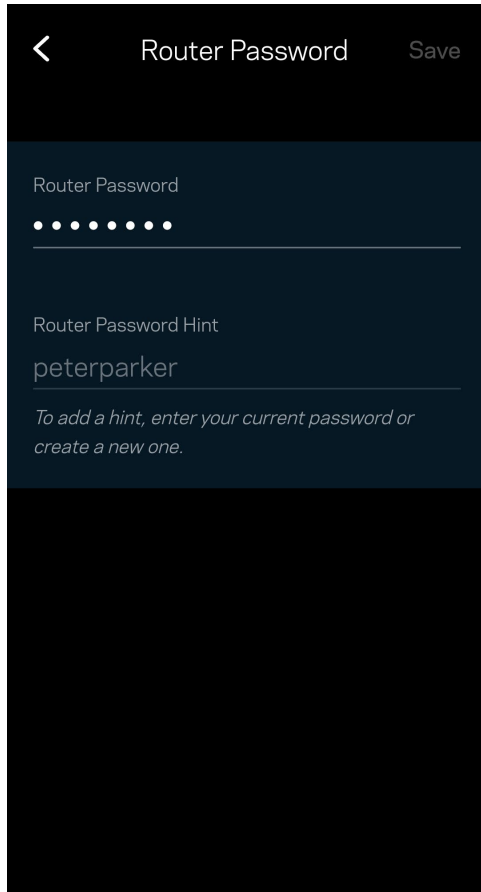 Router Password
Save
Router Password
••••••••
Router Password Hint
peterparker
To add a hint, enter your current password or
create a new one.